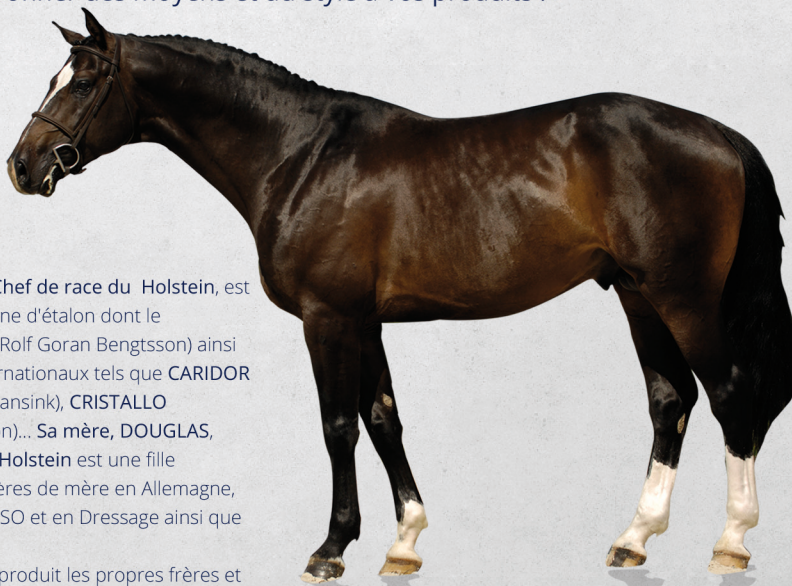 donner des moyens et du style à vos produits !
Chef de race du Holstein, est
ne d'étalon dont le
Rolf Goran Bengtsson) ainsi
rnationaux tels que CARIDOR
ansink), CRISTALLO
n)... Sa mère, DOUGLAS,
Holstein est une fille
ères de mère en Allemagne,
SO et en Dressage ainsi que
produit les propres frères et